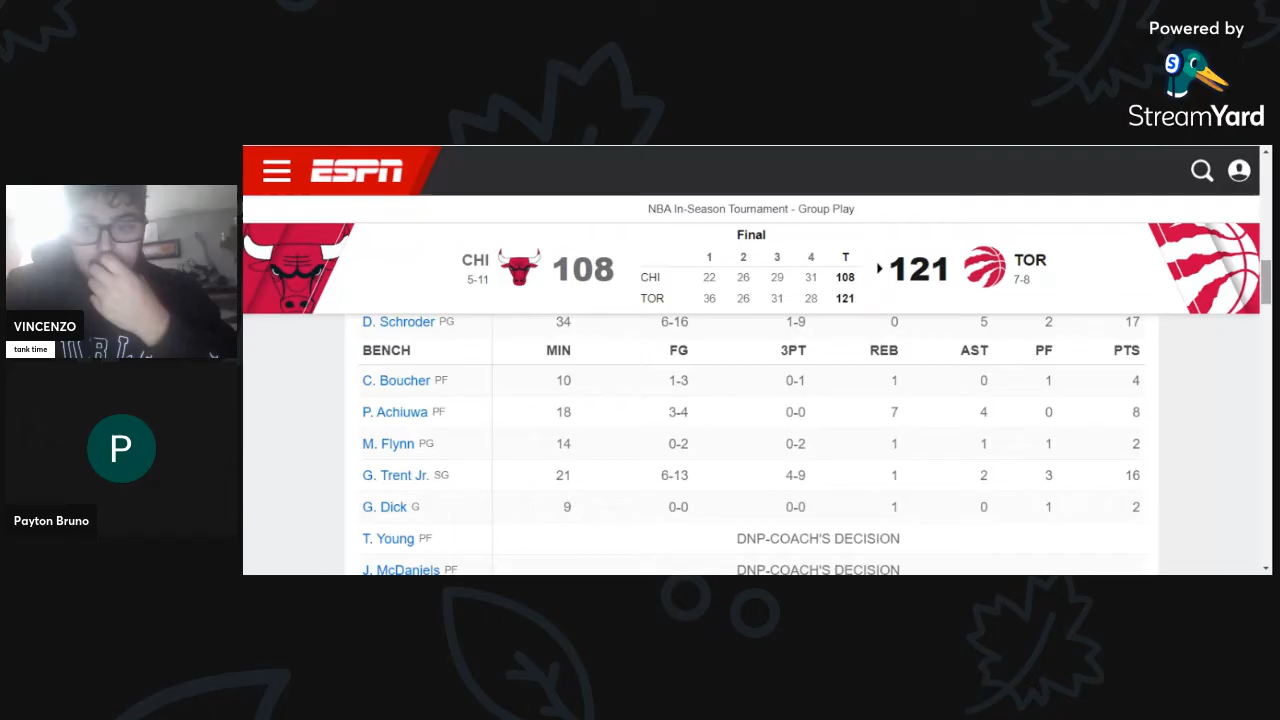 Powered by
S
StreamYard
ESPN
NBA In-Season Tournament - Group Play
Final
CHI
5-11
108
1 2 3 4 T
CHI 22 26 29 31 108
TOR 36 26 31 28 121
121
TOR
7-8
D. Schroder PG 34 6-16 1-9 0 5 2 17
BENCH MIN FG 3PT REB AST PF PTS
C. Boucher PF 10 1-3 0-1 1 0 1 4
P. Achiuwa PF 18 3-4 0-0 7 4 0 8
M. Flynn PG 14 0-2 0-2 1 1 1 2
G. Trent Jr. SG 21 6-13 4-9 1 2 3 16
G. Dick G 9 0-0 0-0 1 0 1 2
T. Young PF DNP-COACH'S DECISION
J. McDaniels PF DNP-COACH'S DECISION
VINCENZO
tank time
P
Payton Bruno